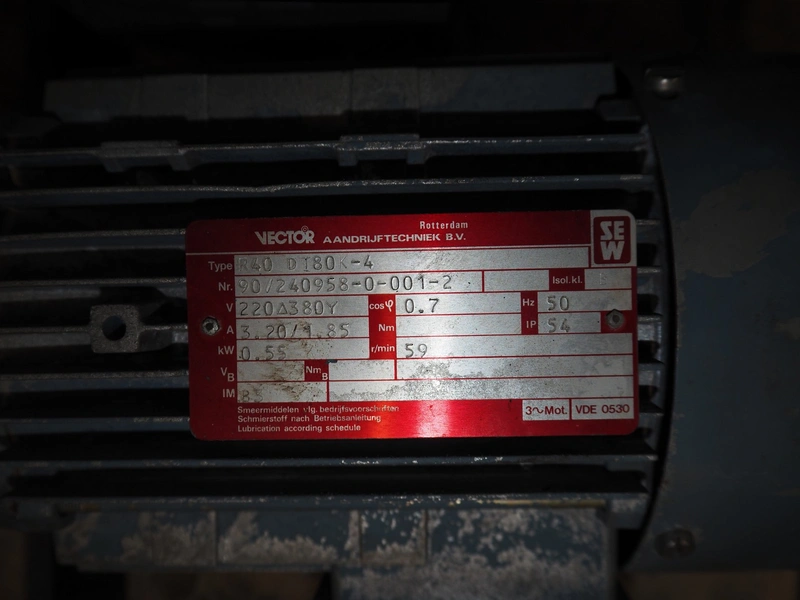 Rotterdam
VECTOR AANDRIJFTECHNIEK B.V.
SEW
Type R40 DT80K-4
Nr. 90/240958-0-001-2 Isol.kl.
V 220Δ380Y cosφ 0.7 Hz 50
A 3.20/1.85 Nm IP 54
kW 0.55 r/min 59
VB NmB
IM B3
Smeermiddelen vlg. bedrijfsvoorschriften
Schmierstoff nach Betriebsanleitung
Lubrication according schedule
3~Mot. VDE 0530